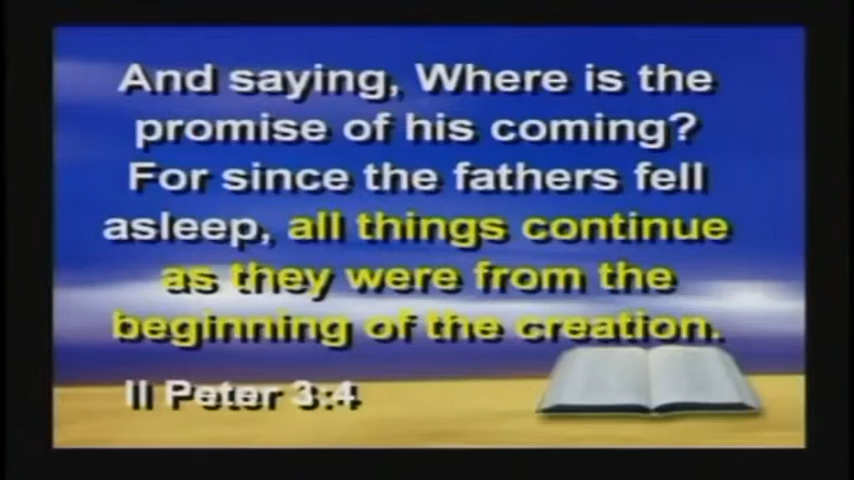 And saying, Where is the
promise of his coming?
For since the fathers fell
asleep, all things continue
as they were from the
beginning of the creation.
II Peter 3:4